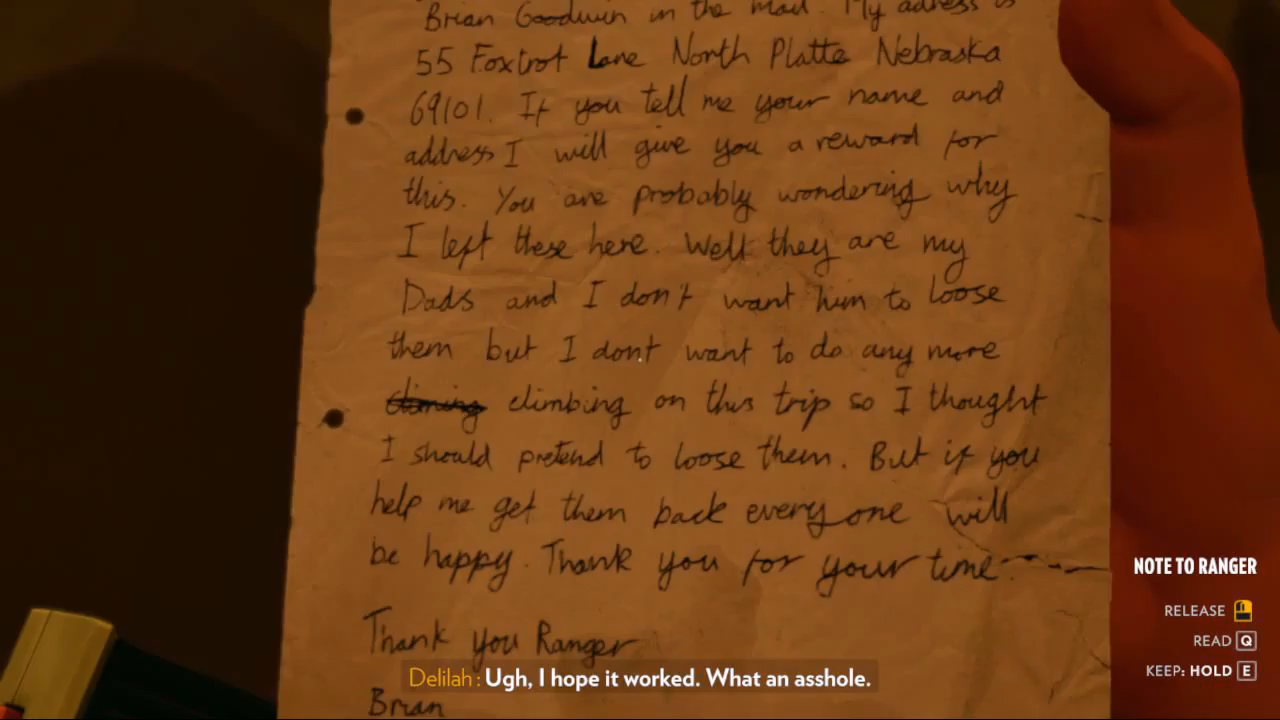 Brian Goodwin in the mail. My adress is
55 Foxtrot Lane North Platte Nebraska
69101. If you tell me your name and
address I will give you a reward for
this. You are probably wondering why
I left these here. Well they are my
Dads and I don't want him to loose
them but I dont want to do any more
climing climbing on this trip so I thought
I should pretend to loose them. But if you
help me get them back everyone will
be happy. Thank you for your time.
Thank you Ranger
Brian
Delilah: Ugh, I hope it worked. What an asshole.
NOTE TO RANGER
RELEASE
READ Q
KEEP: HOLD E